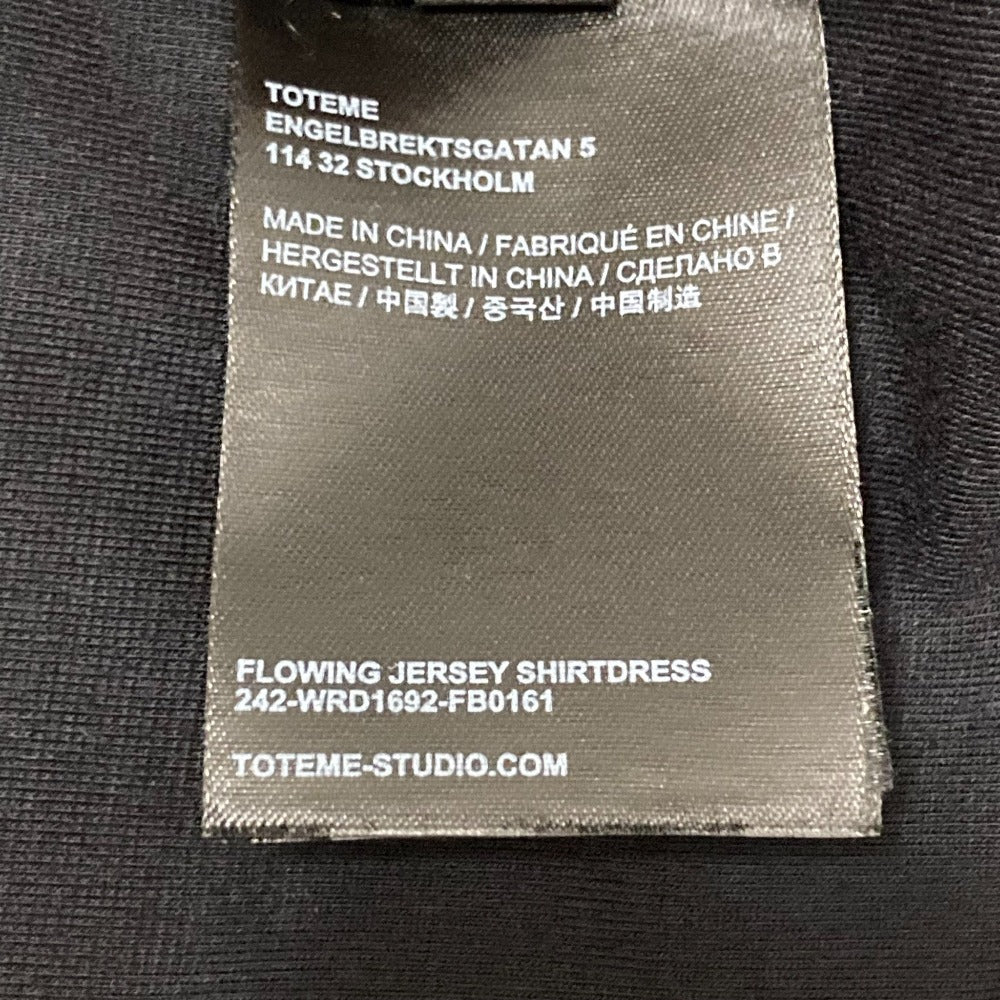 TOTEME
ENGELBREKTSGATAN 5
114 32 STOCKHOLM
MADE IN CHINA / FABRIQUÉ EN CHINE /
HERGESTELLT IN CHINA / СДЕЛАНО В
КИТАЕ / 中国製 / 중국산 / 中国制造
FLOWING JERSEY SHIRTDRESS
242-WRD1692-FB0161
TOTEME-STUDIO.COM